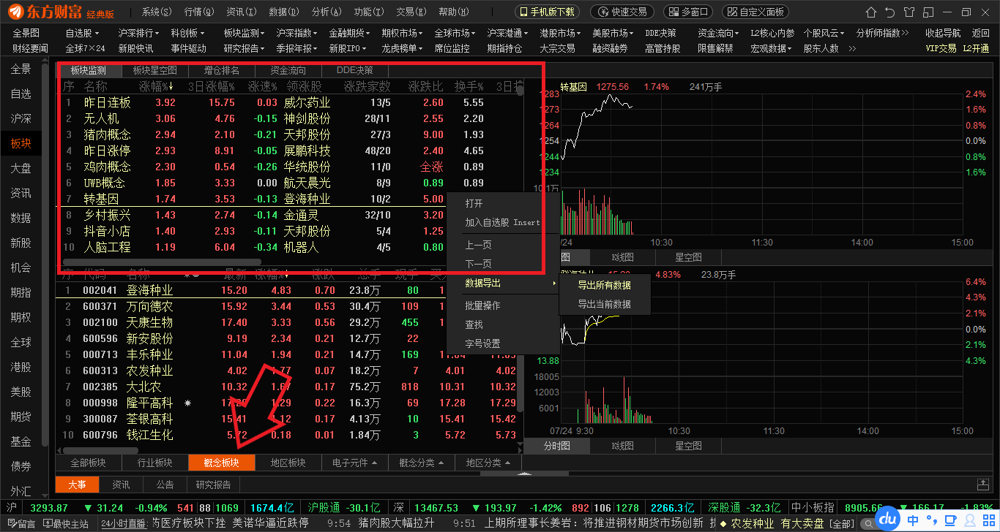 东方财富 经典版 系统(S) 行情(Q) 资讯(I) 数据(D) 分析(A) 功能(T) 交易(E) 帮助(H) 手机版下载 快速交易 多窗口 自定义面板
全景图 自选股 沪深排行 科创板 板块监测 沪深指数 金融期货 期权市场 全球市场 沪深港通 港股市场 美股市场 DDE决策 资金流向 L2核心内参 个股风云 分析师指数 收起导航 返回
财经要闻 全球7×24 新股快讯 事件驱动 研究报告 季报年报 新股IPO 龙虎榜单 席位监控 期指持仓 大宗交易 融资融券 高管持股 限售解禁 宏观数据 股东人数 VIP交易 L2开通
全景
自选
沪深
板块
大盘
资讯
数据
新股
机会
期指
期权
全球
港股
美股
期货
基金
债券
外汇
板块监测 板块星空图 增仓排名 资金流向 DDE决策
序 名称 涨幅%↓ 3日涨幅% 涨速% 领涨股 涨跌家数 涨跌比 换手%
1 昨日连板 3.92 15.75 0.03 威尔药业 13/5 2.60 5.55
2 无人机 3.06 4.76 -0.15 神剑股份 28/11 2.55 2.20
3 猪肉概念 2.94 2.10 -0.21 天邦股份 27/3 9.00 1.93
4 昨日涨停 2.93 8.91 -0.05 展鹏科技 48/20 2.40 4.65
5 鸡肉概念 2.30 0.54 -0.26 华统股份 11/0 全涨 0.89
6 UWB概念 1.85 3.33 0.00 航天晨光 8/9 0.89 0.89
7 转基因 1.74 3.53 -0.13 登海种业 10/2 5.00
8 乡村振兴 1.43 2.74 -0.14 金通灵 32/10 3.20
9 抖音小店 1.40 2.93 -0.11 天邦股份 5/4 1.25
10 人脑工程 1.19 6.04 -0.34 机器人 4/5 0.80
打开
加入自选股 Insert
上一页
下一页
数据导出
批量操作
查找
字号设置
导出所有数据
导出当前数据
序 代码 名称 最新 涨幅%↓ 涨跌 总手 现手
1 002041 登海种业 15.20 4.83 0.70 23.8万 80
2 600371 万向德农 15.92 3.44 0.53 30.4万 109
3 002100 天康生物 17.40 3.33 0.56 29.2万 455
4 600596 新安股份 9.19 2.34 0.21 12.7万 22
5 000713 丰乐种业 11.04 1.94 0.21 14.7万 169
6 600313 农发种业 4.02 0.07 18.2万 7 4.01 4.02
7 002385 大北农 10.32 0.17 75.2万 818 10.31 10.32
8 000998 隆平高科 0.22 16.3万 69 17.28 17.29
9 300087 荃银高科 0.17 4.13万 10 15.41 15.42
10 600796 钱江生化 0.18 0.01 1.84万 3 5.72 5.73
全部板块 行业板块 概念板块 地区板块 电子元件 概念分类 地区分类
大事 资讯 公告 研究报告
转基因 1275.56 1.74% 241万手
1283 2.4%
1273 1.6%
1264 0.8%
1254 0.0%
1244 0.8%
1234 1.6%
10:30 11:30 14:00 15:00
K线图 星空图
4.83% 23.8万手
6.4%
4.3%
2.1%
0.0%
2.1%
13.88 4.3%
18005
12003
6001
07/24 9:30 10:30 11:30 14:00 15:00
分时图 K线图 星空图
沪 3293.87 ▼ 31.24 -0.94% 541 88 1069 1674.4亿 沪股通 -30.1亿 深 13467.53 ▼ 193.97 -1.42% 892 106 1278 2266.3亿 深股通 -32.3亿 中小板指 8905.66 ▼ 166.17 -1.83%
留言 最快主站 24小时直播 药医疗板块下挫 美诺华逼近跌停 9:54 猪肉股大幅拉升 9:51 上期所理事长姜岩：将推进钢材期货市场创新 ◆ 农发种业 有大卖盘 [全部] du 中